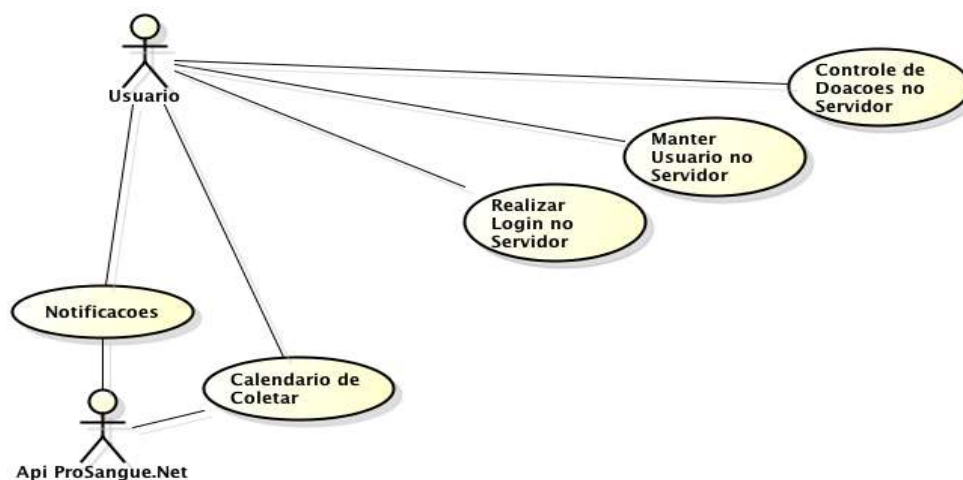 Usuario
Controle de
Doacoes no
Servidor
Manter
Usuario no
Servidor
Realizar
Login no
Servidor
Notificacoes
Calendario de
Coletar
Api ProSangue.Net